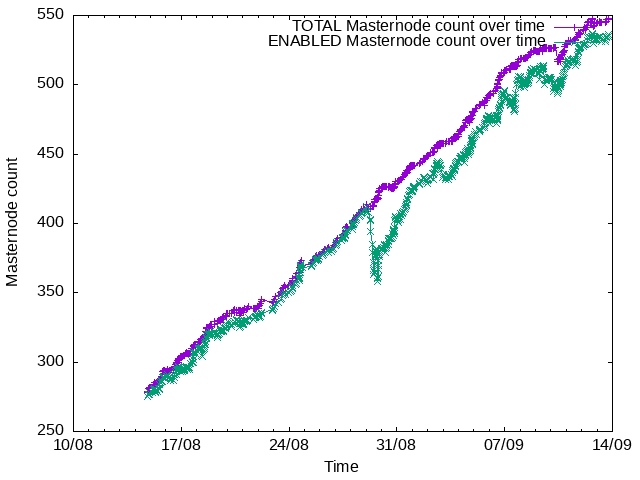 550
TOTAL Masternode count over time
ENABLED Masternode count over time
500
450
400
350
300
250
Masternode count
10/08 17/08 24/08 31/08 07/09 14/09
Time